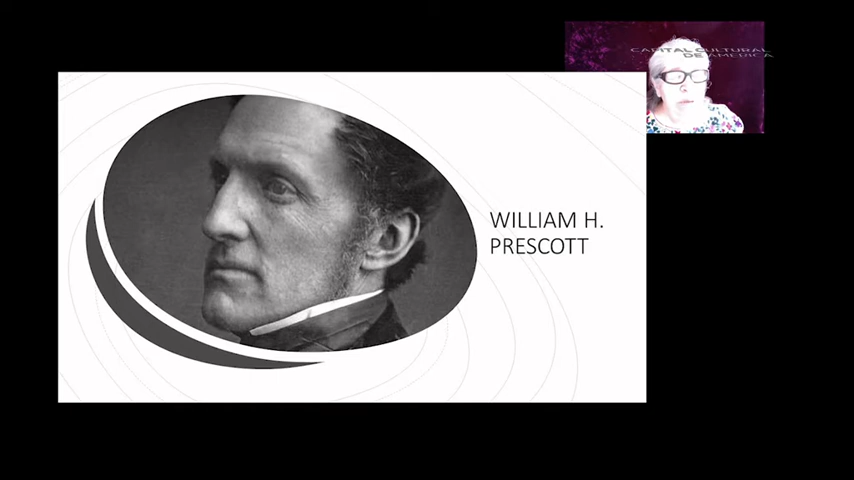 CAPITAL CULTURAL
DE AMERICA
WILLIAM H.
PRESCOTT